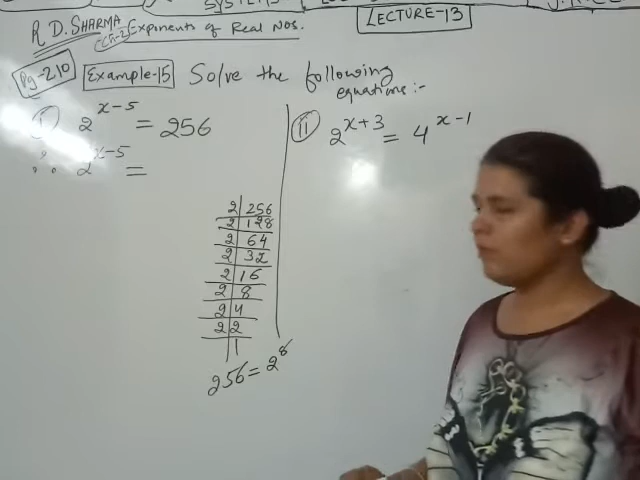 R.D. SHARMA (CH-2) Exponents of Real Nos.
LECTURE-13
Pg-210
Example-15 Solve the following
equations:-
I 2^{x-5} = 256
∴ 2^{x-5} =
2 | 256
2 | 128
2 | 64
2 | 32
2 | 16
2 | 8
2 | 4
2 | 2
| 1
256 = 2^8
II 2^{x+3} = 4^{x-1}